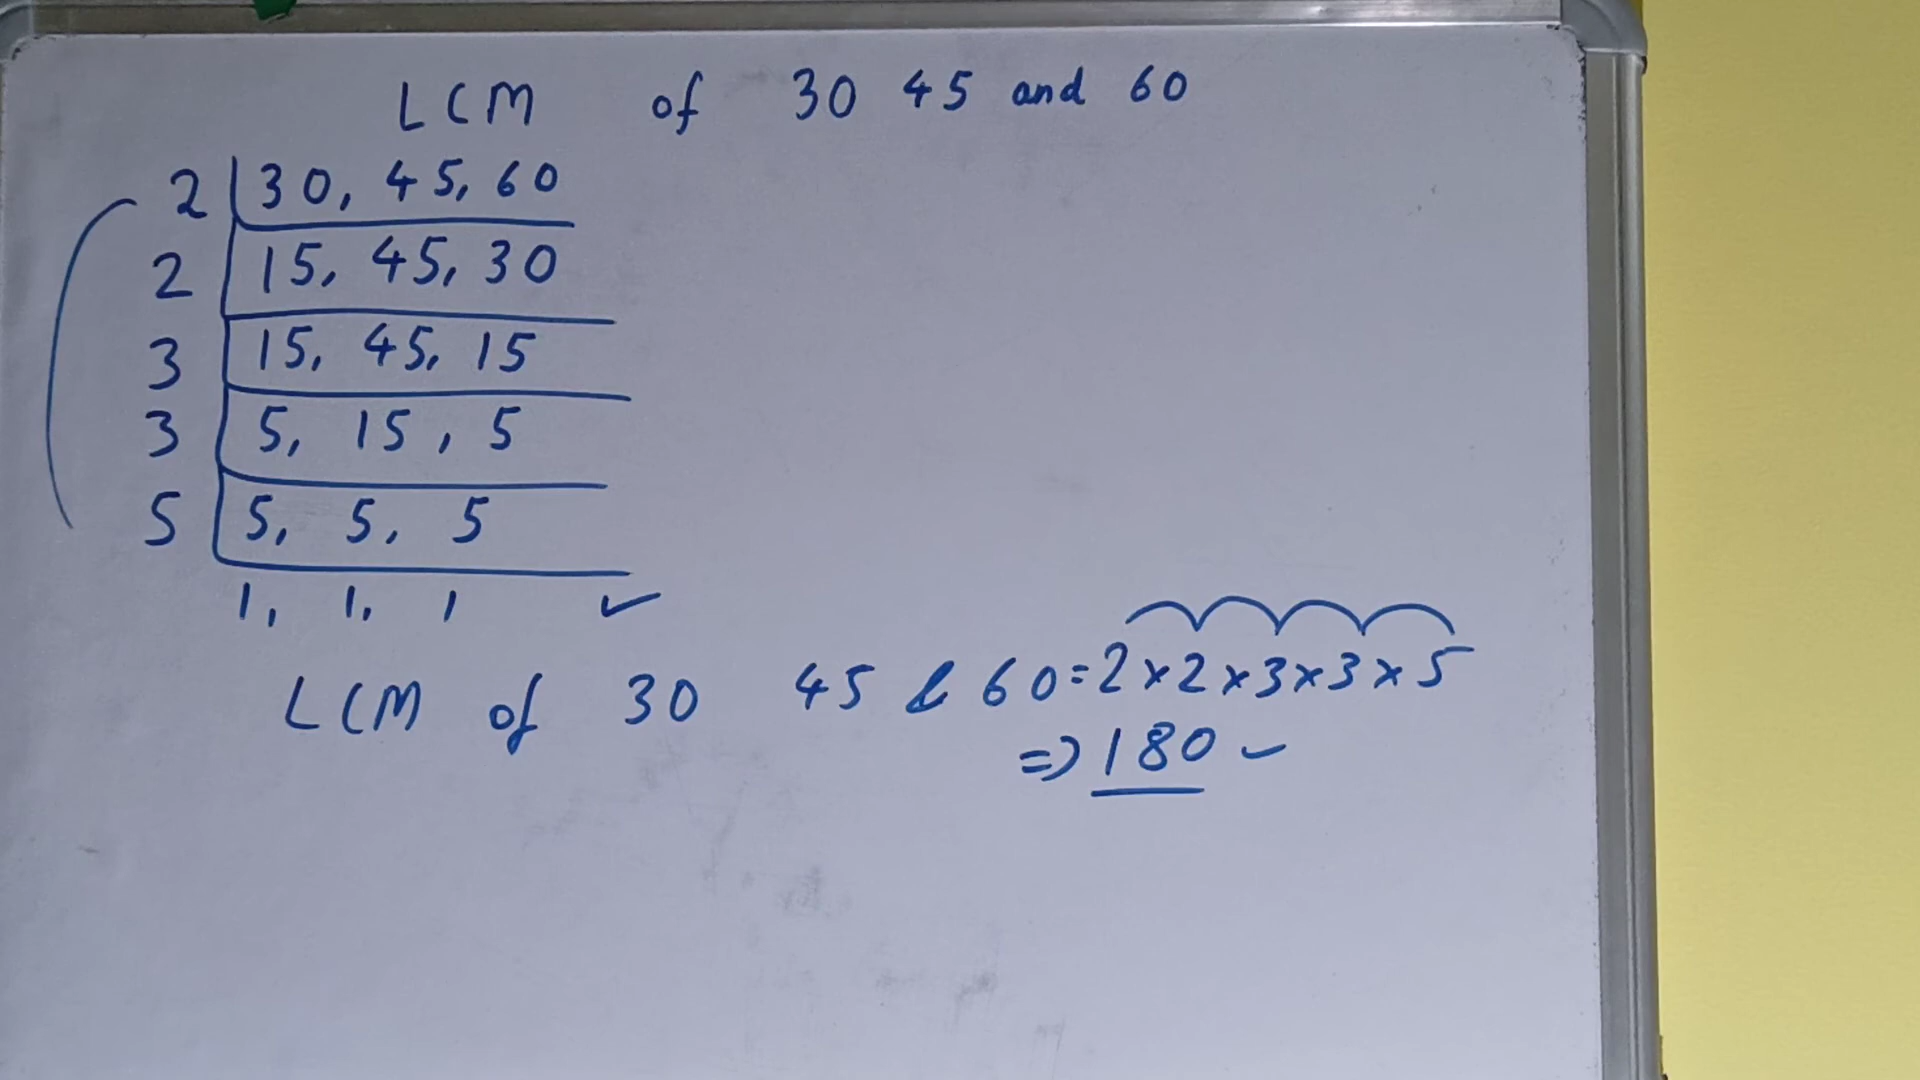 LCM of 30 45 and 60
2 30, 45, 60
2 15, 45, 30
3 15, 45, 15
3 5, 15, 5
5 5, 5, 5
1, 1, 1 ✓
LCM of 30 45 & 60 = 2×2×3×3×5
=> 180 ✓